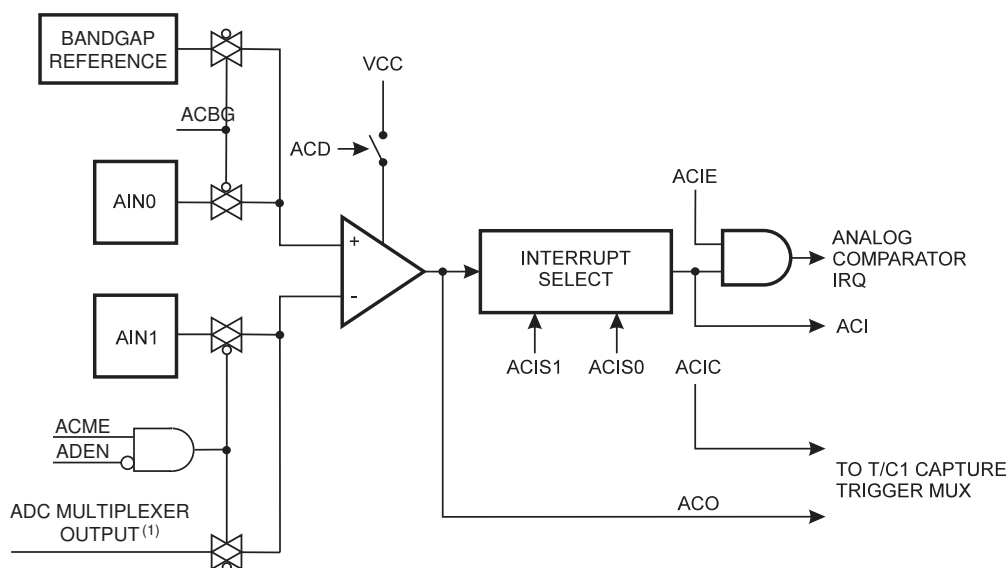 BANDGAP
REFERENCE
VCC
ACBG
ACD
AIN0
ACIE
+
ANALOG
COMPARATOR
IRQ
INTERRUPT
SELECT
-
AIN1
ACI
ACIS1
ACIS0
ACIC
ACME
ADEN
TO T/C1 CAPTURE
TRIGGER MUX
ADC MULTIPLEXER
OUTPUT(1)
ACO